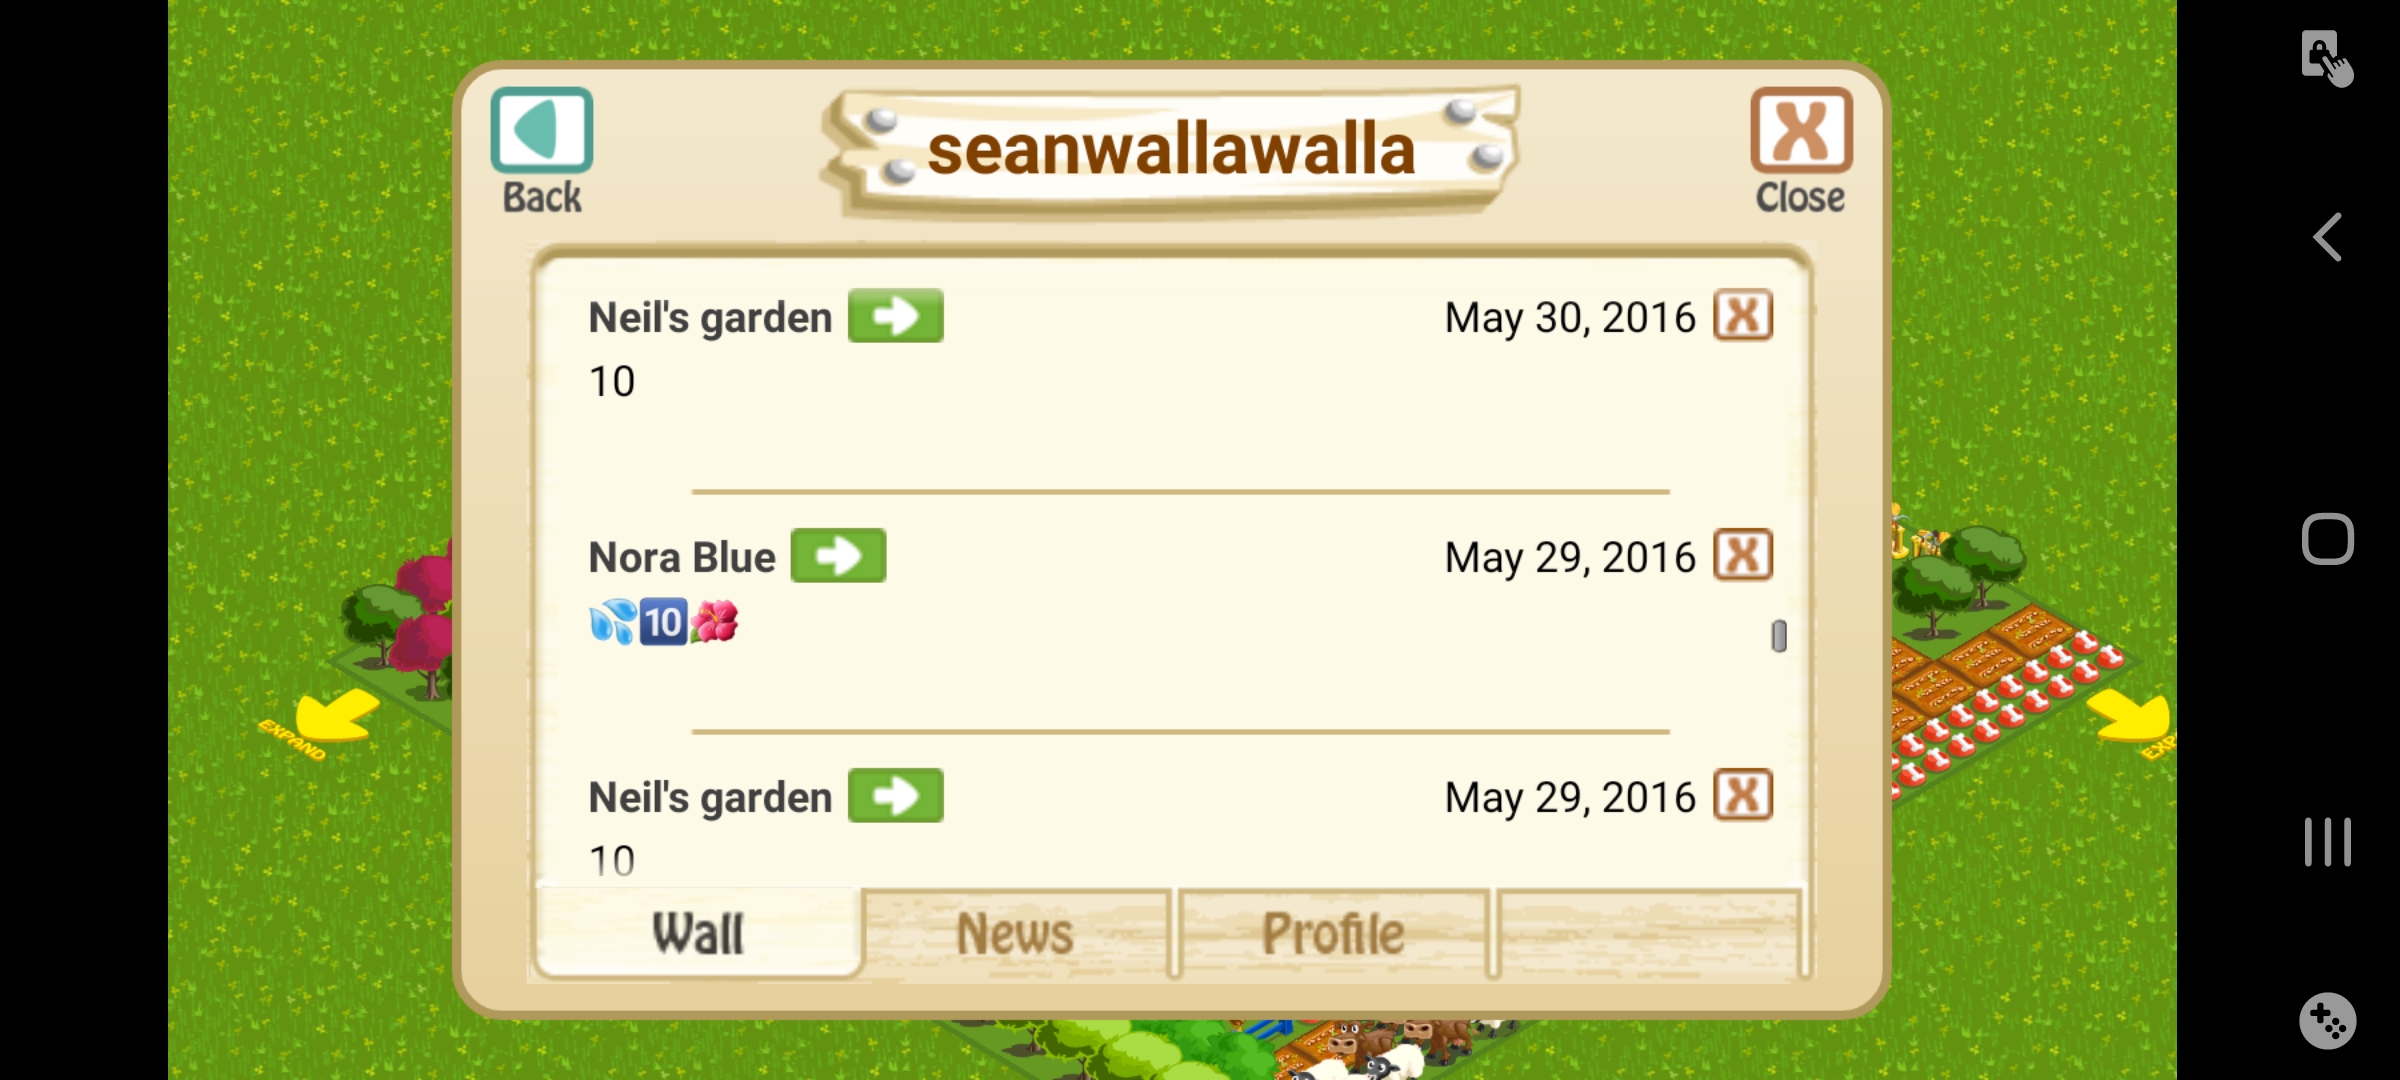 Back
seanwallawalla
Close
Neil's garden
May 30, 2016
10
Nora Blue
May 29, 2016
💦🔟🌺
Neil's garden
May 29, 2016
10
EXPAND
EXP
Wall
News
Profile